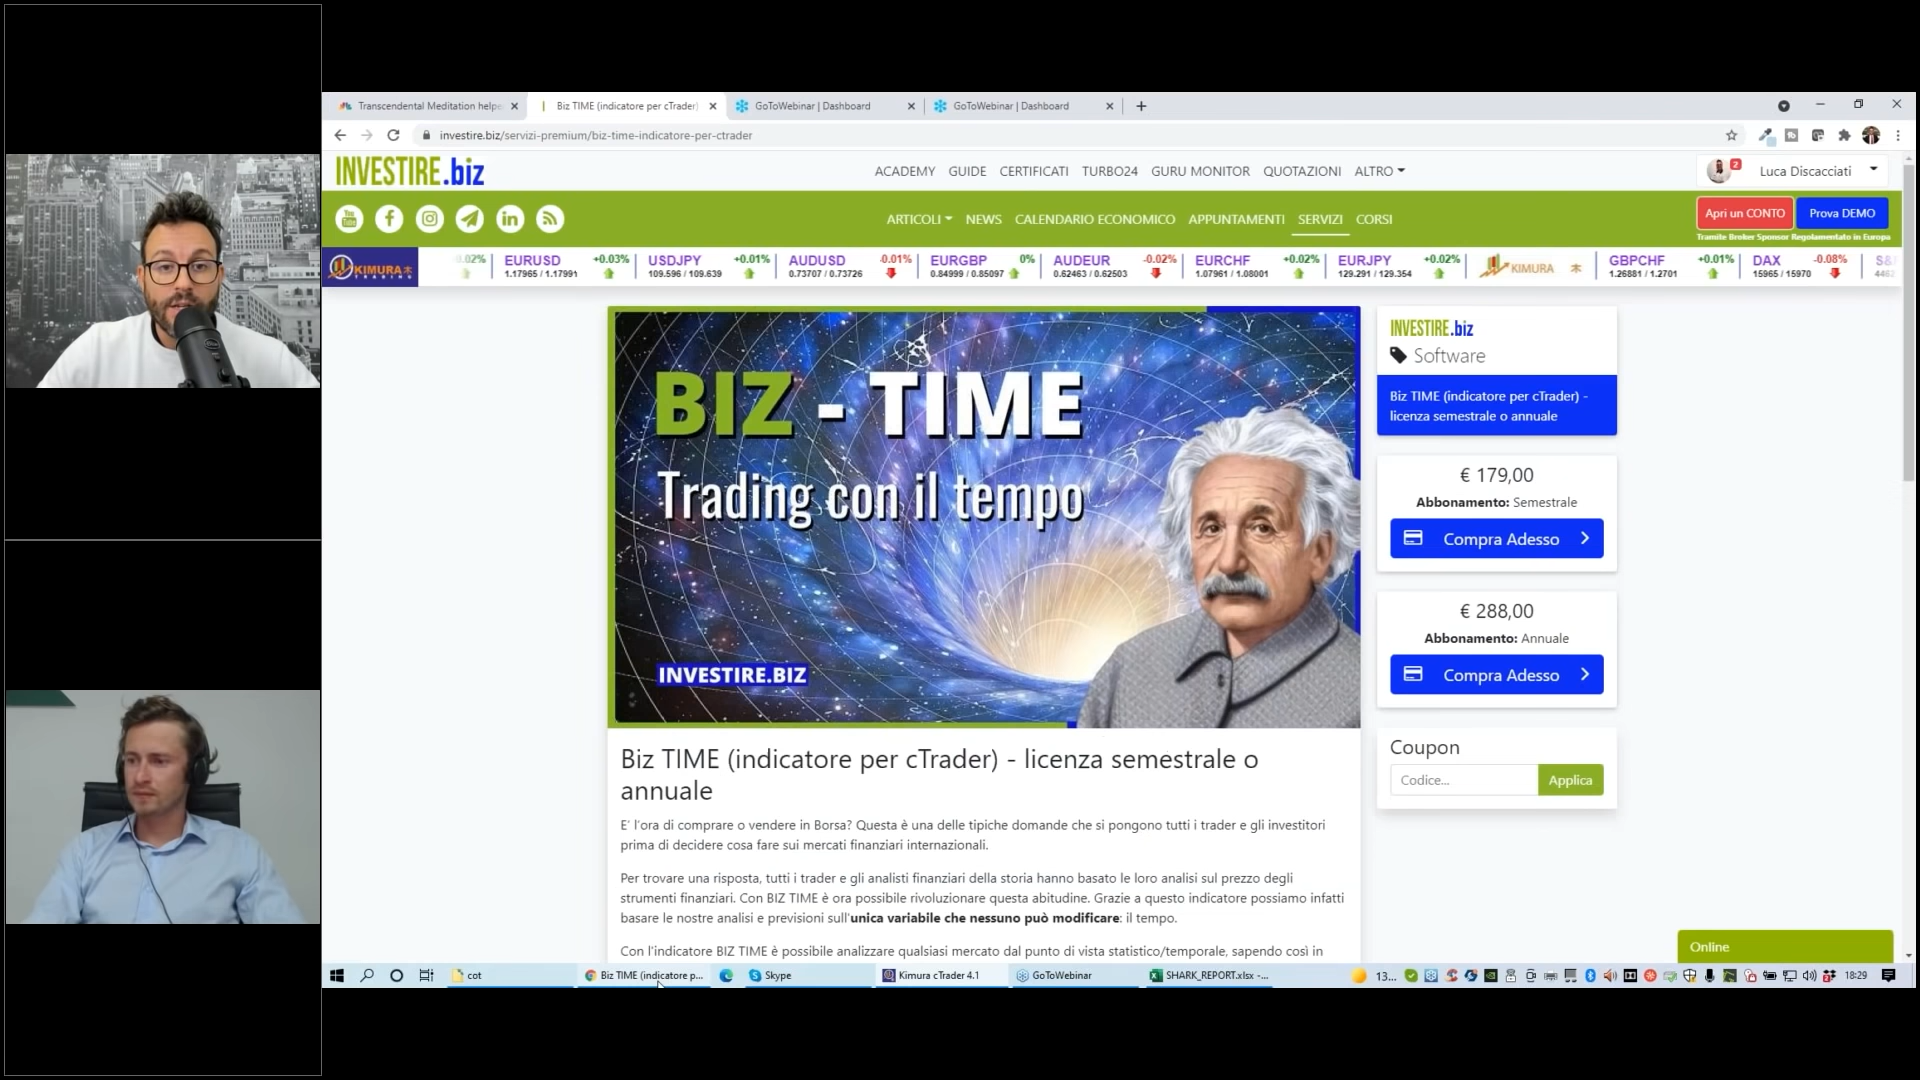 Transcendental Meditation helpe
Biz TIME (indicatore per cTrader)
GoToWebinar | Dashboard
GoToWebinar | Dashboard
investire.biz/servizi-premium/biz-time-indicatore-per-ctrader
INVESTIRE.biz
ACADEMY GUIDE CERTIFICATI TURBO24 GURU MONITOR QUOTAZIONI ALTRO
2
Luca Discacciati
ARTICOLI NEWS CALENDARIO ECONOMICO APPUNTAMENTI SERVIZI CORSI
Apri un CONTO
Prova DEMO
Tramite Broker Sponsor Regolamentato in Europa
KIMURA
TRADING
0.02%
EURUSD +0.03%
1.17965 / 1.17991
USDJPY +0.01%
109.596 / 109.639
AUDUSD -0.01%
0.73707 / 0.73726
EURGBP 0%
0.84999 / 0.85097
AUDEUR -0.02%
0.62463 / 0.62503
EURCHF +0.02%
1.07961 / 1.08001
EURJPY +0.02%
129.291 / 129.354
KIMURA 木
GBPCHF +0.01%
1.26881 / 1.2701
DAX -0.08%
15965 / 15970
BIZ - TIME
Trading con il tempo
INVESTIRE.BIZ
INVESTIRE.biz
Software
Biz TIME (indicatore per cTrader) -
licenza semestrale o annuale
€ 179,00
Abbonamento: Semestrale
Compra Adesso
€ 288,00
Abbonamento: Annuale
Compra Adesso
Coupon
Codice...
Applica
Biz TIME (indicatore per cTrader) - licenza semestrale o
annuale
E' l'ora di comprare o vendere in Borsa? Questa è una delle tipiche domande che si pongono tutti i trader e gli investitori
prima di decidere cosa fare sui mercati finanziari internazionali.
Per trovare una risposta, tutti i trader e gli analisti finanziari della storia hanno basato le loro analisi sul prezzo degli
strumenti finanziari. Con BIZ TIME è ora possibile rivoluzionare questa abitudine. Grazie a questo indicatore possiamo infatti
basare le nostre analisi e previsioni sull'unica variabile che nessuno può modificare: il tempo.
Con l'indicatore BIZ TIME è possibile analizzare qualsiasi mercato dal punto di vista statistico/temporale, sapendo così in
Online
cot
Biz TIME (indicatore p...
Skype
Kimura cTrader 4.1
GoToWebinar
SHARK_REPORT.xlsx -...
13...
18:29